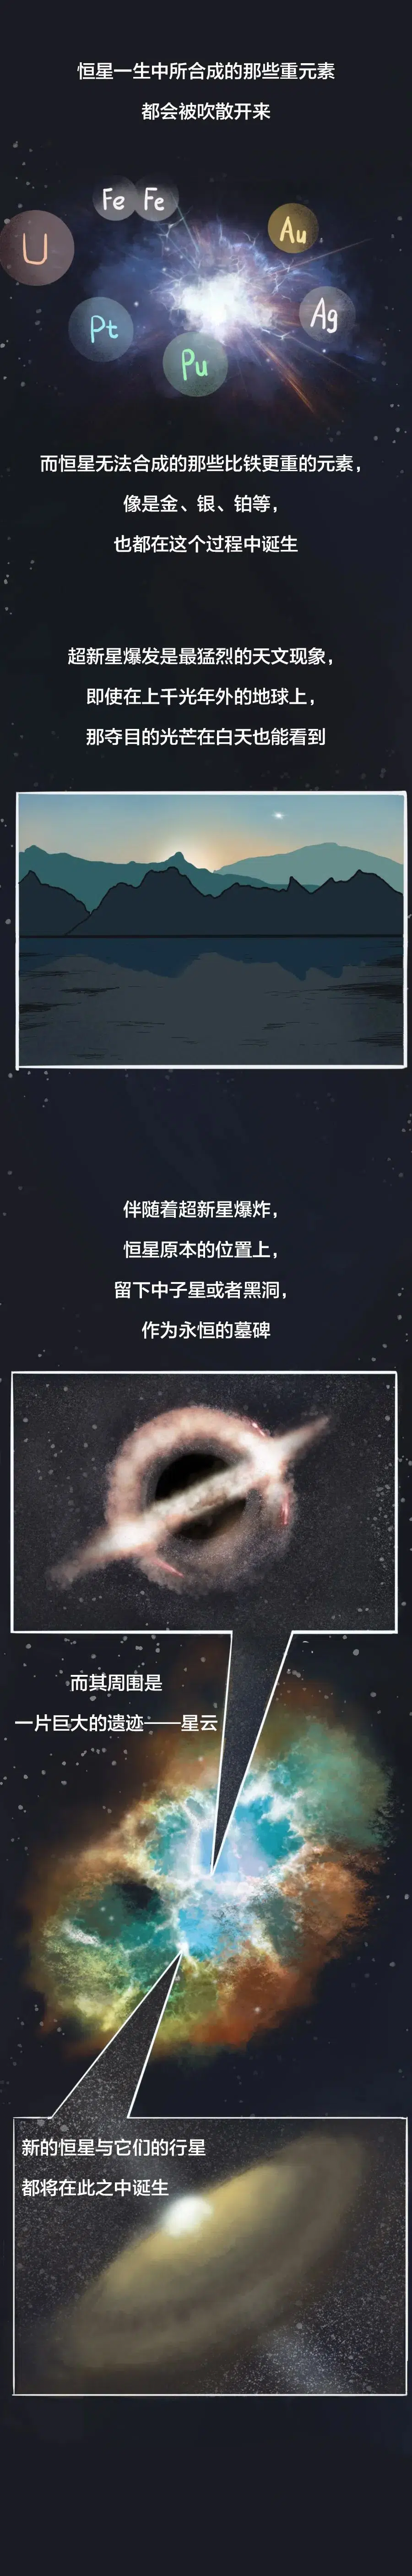 恒星一生中所合成的那些重元素
都会被吹散开来
Fe Fe
Au
U
Ag
Pt
Pu
而恒星无法合成的那些比铁更重的元素，
像是金、银、铂等，
也都在这个过程中诞生
超新星爆发是最猛烈的天文现象，
即使在上千光年外的地球上，
那夺目的光芒在白天也能看到
伴随着超新星爆炸，
恒星原本的位置上，
留下中子星或者黑洞，
作为永恒的墓碑
而其周围是
一片巨大的遗迹——星云
新的恒星与它们的行星
都将在此之中诞生